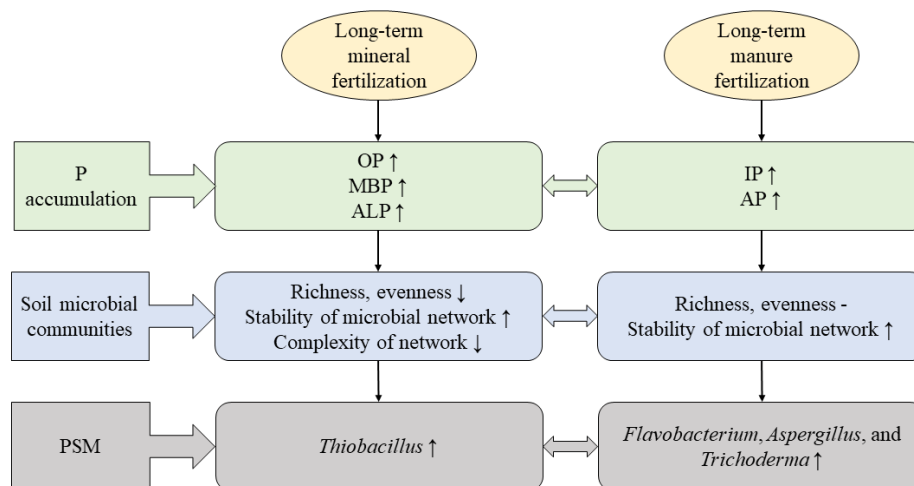 Long-term
mineral
fertilization
Long-term
manure
fertilization
P
accumulation
OP ↑
MBP ↑
ALP ↑
IP ↑
AP ↑
Soil microbial
communities
Richness, evenness ↓
Stability of microbial network ↑
Complexity of network ↓
Richness, evenness -
Stability of microbial network ↑
PSM
Thiobacillus ↑
Flavobacterium, Aspergillus, and
Trichoderma ↑